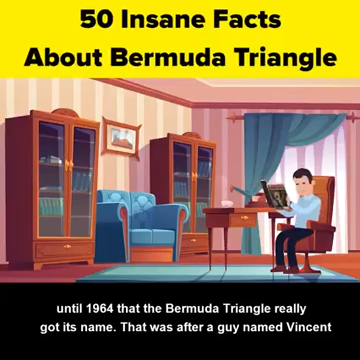 50 Insane Facts
About Bermuda Triangle
until 1964 that the Bermuda Triangle really
got its name. That was after a guy named Vincent